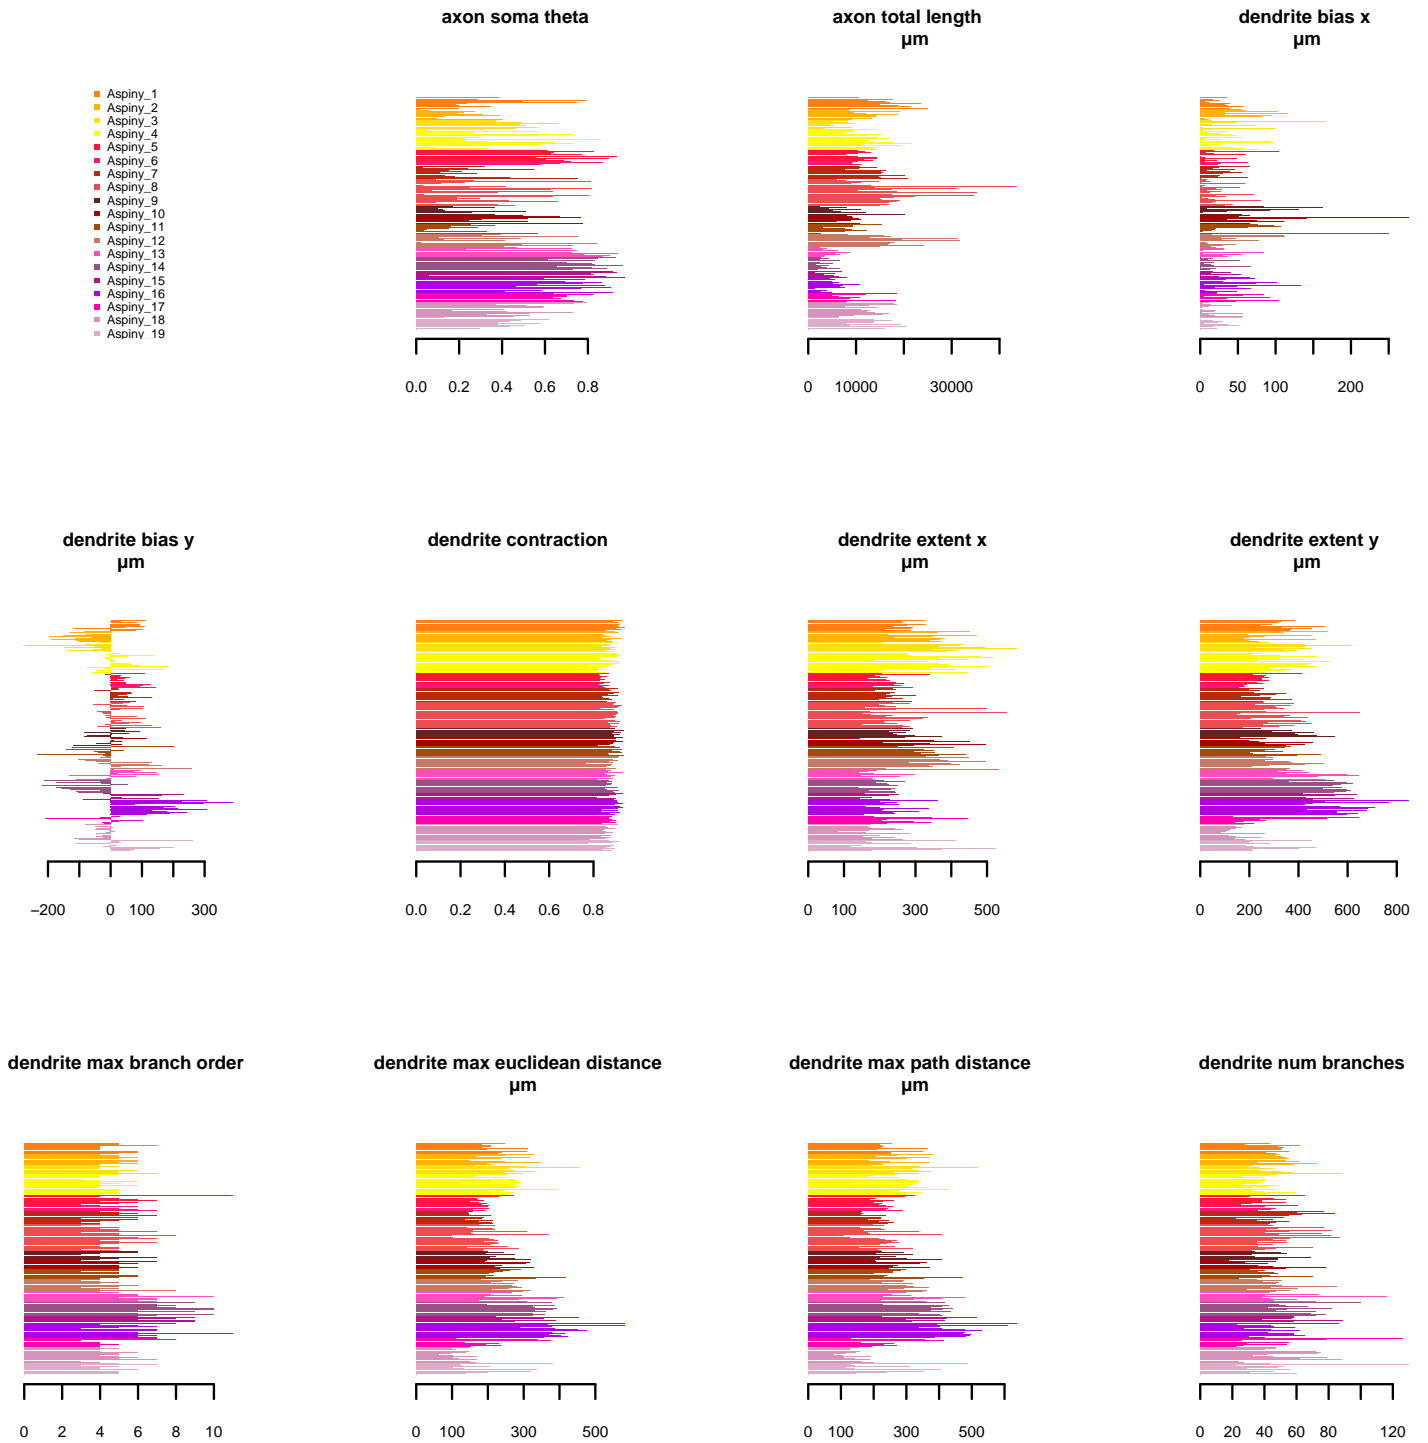 axon soma theta
axon total length
µm
dendrite bias x
µm
Aspiny_1
Aspiny_2
Aspiny_3
Aspiny_4
Aspiny_5
Aspiny_6
Aspiny_7
Aspiny_8
Aspiny_9
Aspiny_10
Aspiny_11
Aspiny_12
Aspiny_13
Aspiny_14
Aspiny_15
Aspiny_16
Aspiny_17
Aspiny_18
Aspiny_19
0.0 0.2 0.4 0.6 0.8
0 10000 30000
0 50 100 200
dendrite bias y
µm
dendrite contraction
dendrite extent x
µm
dendrite extent y
µm
−200 0 100 300
0.0 0.2 0.4 0.6 0.8
0 100 300 500
0 200 400 600 800
dendrite max branch order
dendrite max euclidean distance
µm
dendrite max path distance
µm
dendrite num branches
0 2 4 6 8 10
0 100 300 500
0 100 300 500
0 20 40 60 80 120